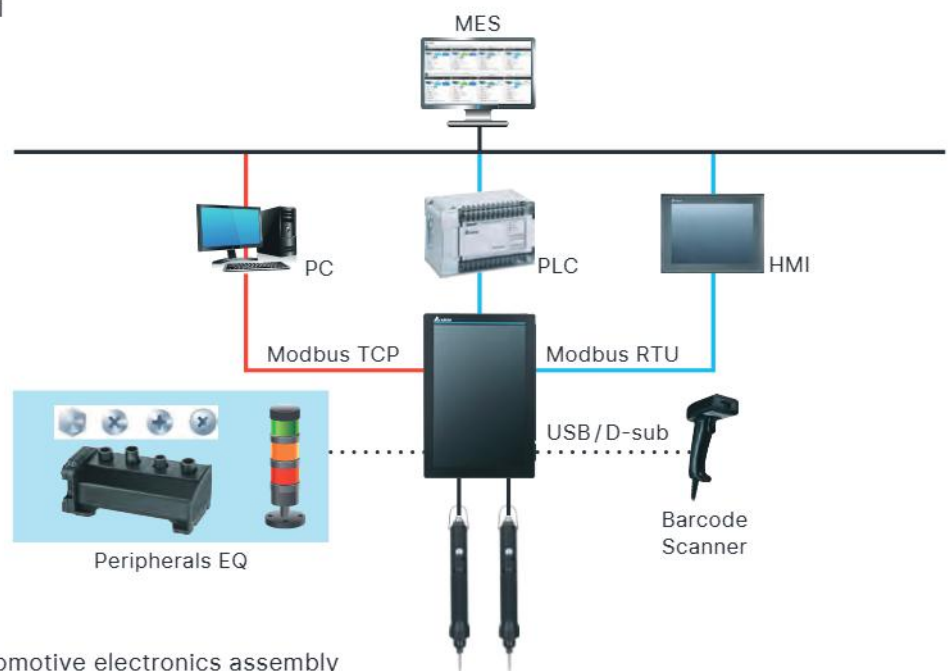 MES
PC
PLC
HMI
Modbus TCP
Modbus RTU
USB/D-sub
Barcode
Scanner
Peripherals EQ
omotive electronics assembly